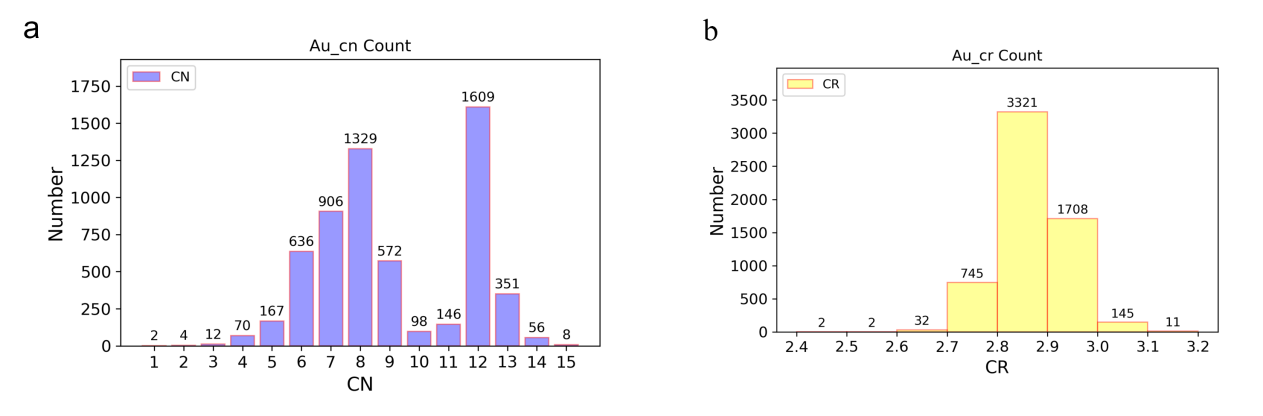 a
Au_cn Count
CN
1750
1500
1250
1000
750
500
250
0
Number
2 4 12 70 167 636 906 1329 572 98 146 1609 351 56 8
1 2 3 4 5 6 7 8 9 10 11 12 13 14 15
CN
b
Au_cr Count
CR
3500
3000
2500
2000
1500
1000
500
0
Number
2 2 32 745 3321 1708 145 11
2.4 2.5 2.6 2.7 2.8 2.9 3.0 3.1 3.2
CR